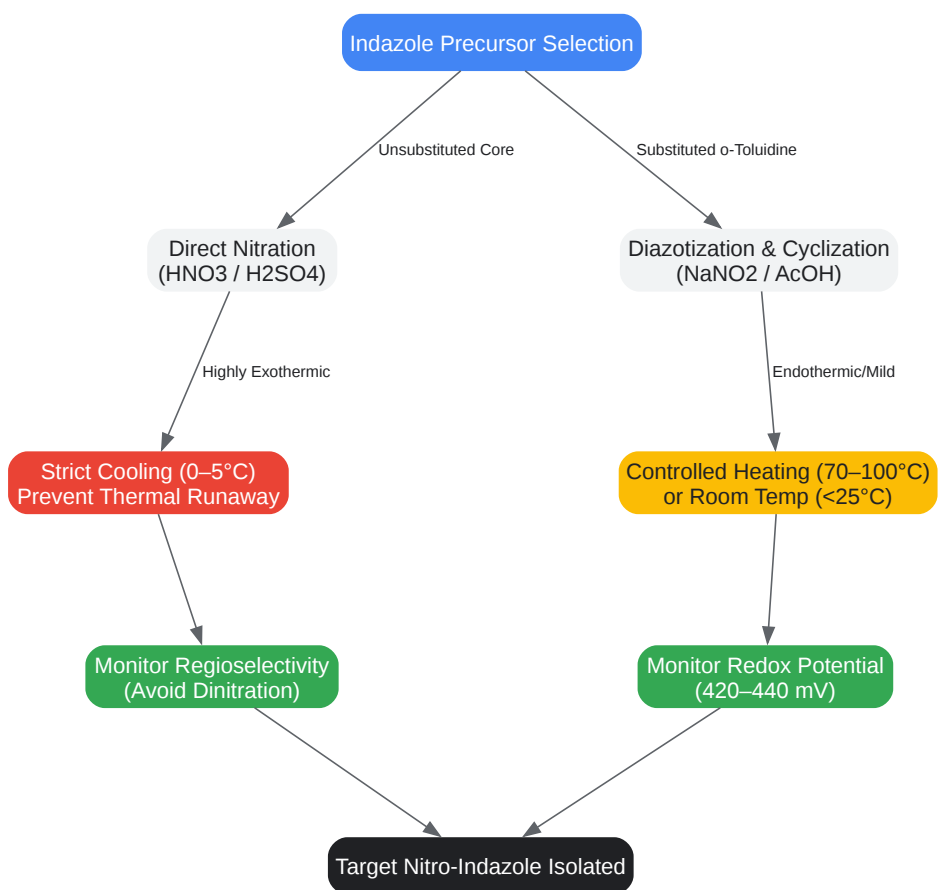 Indazole Precursor Selection
Unsubstituted Core
Substituted o-Toluidine
Direct Nitration
(HNO3 / H2SO4)
Diazotization & Cyclization
(NaNO2 / AcOH)
Highly Exothermic
Endothermic/Mild
Strict Cooling (0–5°C)
Prevent Thermal Runaway
Controlled Heating (70–100°C)
or Room Temp (<25°C)
Monitor Regioselectivity
(Avoid Dinitration)
Monitor Redox Potential
(420–440 mV)
Target Nitro-Indazole Isolated